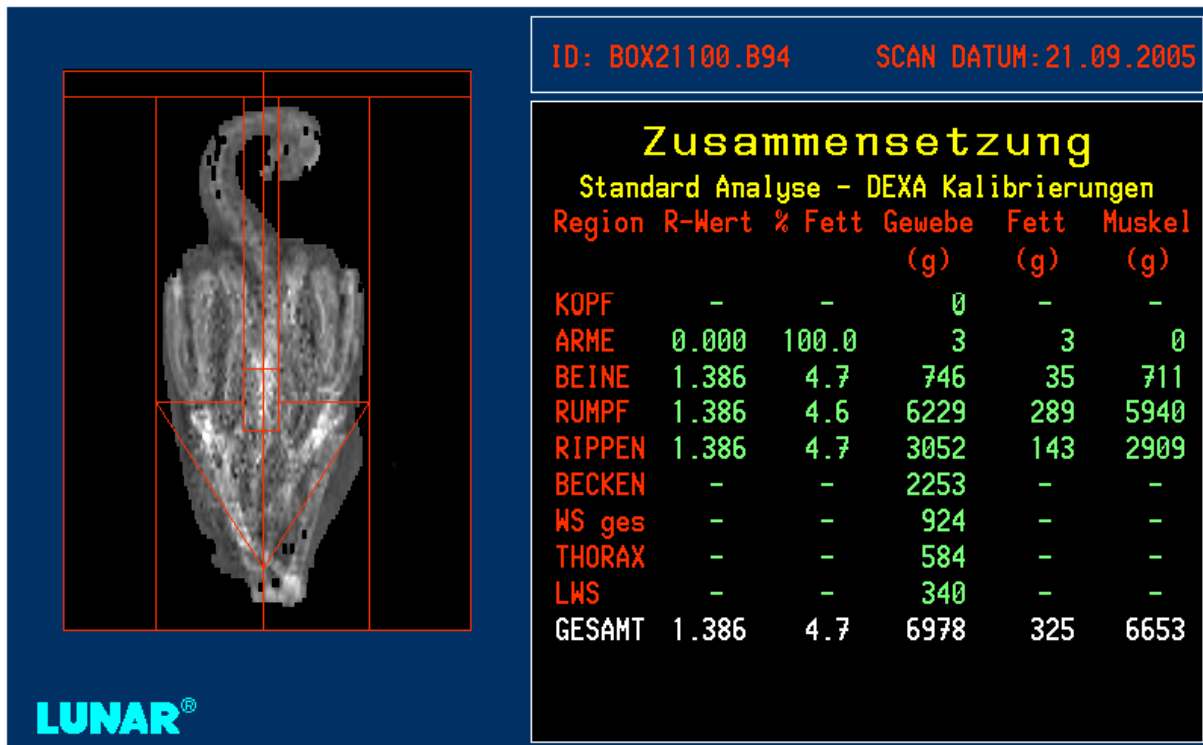 ID: BOX21100.B94 SCAN DATUM:21.09.2005
Zusammensetzung
Standard Analyse - DEXA Kalibrierungen
Region R-Wert % Fett Gewebe Fett Muskel
(g) (g) (g)
KOPF - - 0 - -
ARME 0.000 100.0 3 3 0
BEINE 1.386 4.7 746 35 711
RUMPF 1.386 4.6 6229 289 5940
RIPPEN 1.386 4.7 3052 143 2909
BECKEN - - 2253 - -
WS ges - - 924 - -
THORAX - - 584 - -
LWS - - 340 - -
GESAMT 1.386 4.7 6978 325 6653
LUNAR®